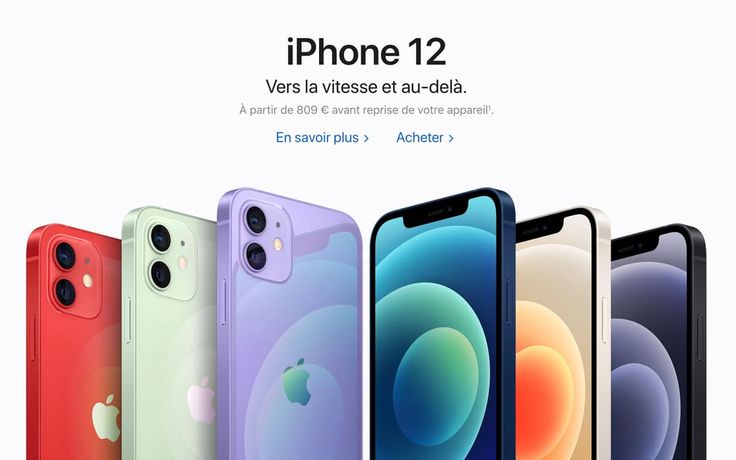 iPhone 12
Vers la vitesse et au-delà.
À partir de 809 € avant reprise de votre appareil¹.
En savoir plus > Acheter >